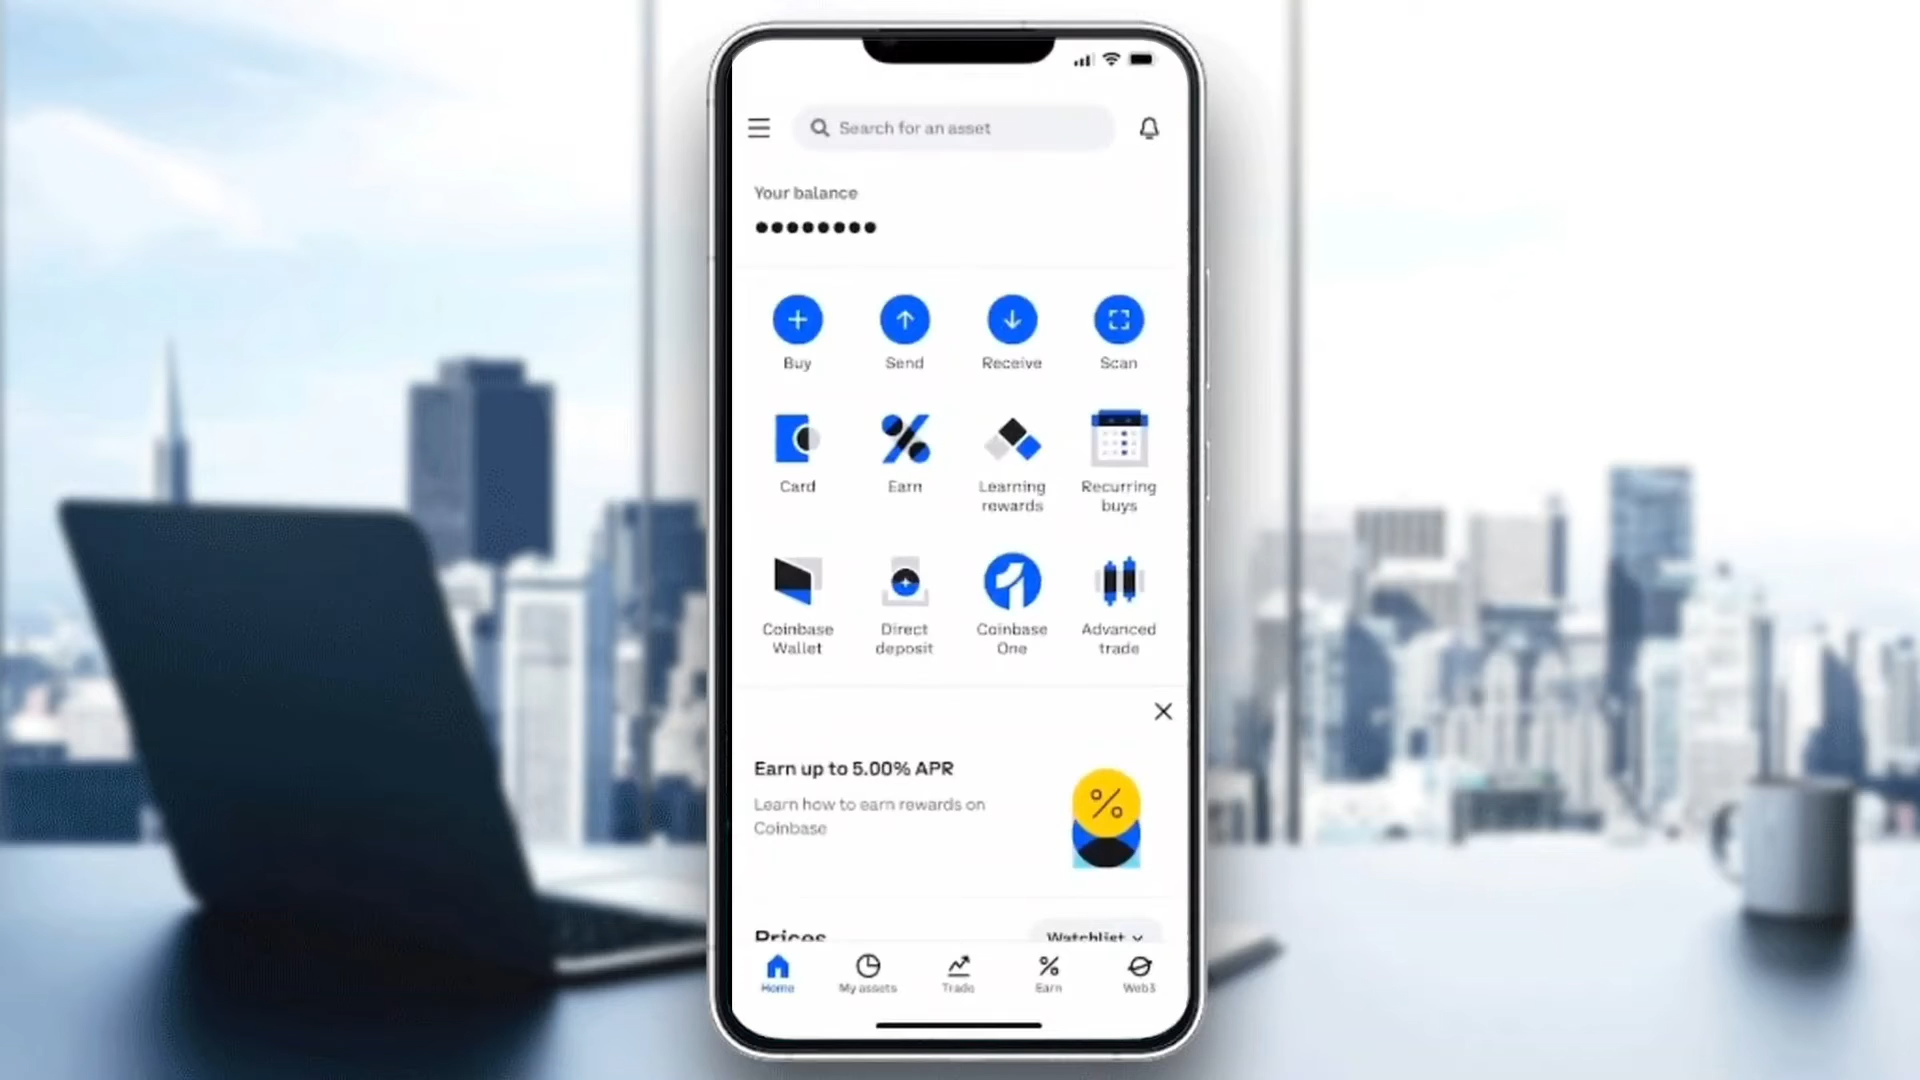 Search for an asset
Your balance
Buy
Send
Receive
Scan
Card
Earn
Learning
rewards
Recurring
buys
Coinbase
Wallet
Direct
deposit
Coinbase
One
Advanced
trade
Earn up to 5.00% APR
Learn how to earn rewards on
Coinbase
Prices
Watchlist
Home
My assets
Trade
Earn
Web3